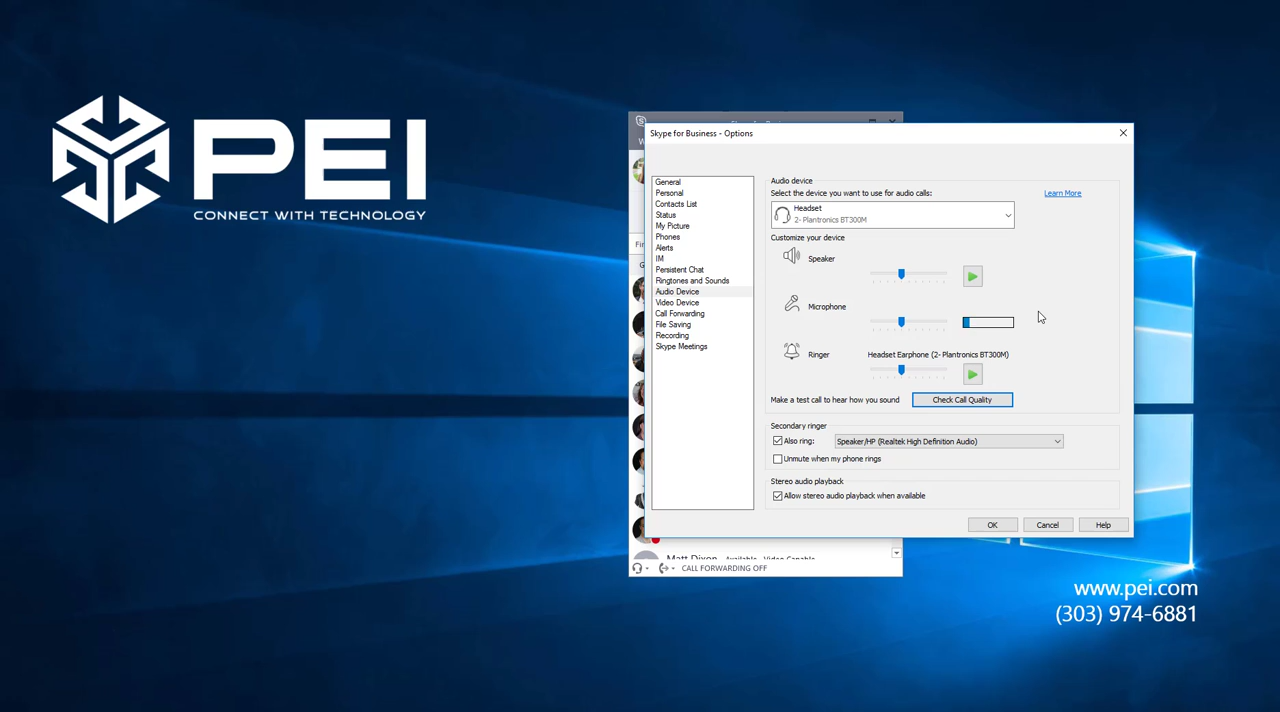 PEI
CONNECT WITH TECHNOLOGY
Skype for Business - Options
General
Personal
Contacts List
Status
My Picture
Phones
Alerts
IM
Persistent Chat
Ringtones and Sounds
Audio Device
Video Device
Call Forwarding
File Saving
Recording
Skype Meetings
Audio device
Select the device you want to use for audio calls:
Learn More
Headset
2- Plantronics BT300M
Customize your device
Speaker
Microphone
Ringer
Headset Earphone (2- Plantronics BT300M)
Make a test call to hear how you sound
Check Call Quality
Secondary ringer
Also ring:
Speaker/HP (Realtek High Definition Audio)
Unmute when my phone rings
Stereo audio playback
Allow stereo audio playback when available
OK
Cancel
Help
Matt Dixon Available - Video Capable
CALL FORWARDING OFF
www.pei.com
(303) 974-6881